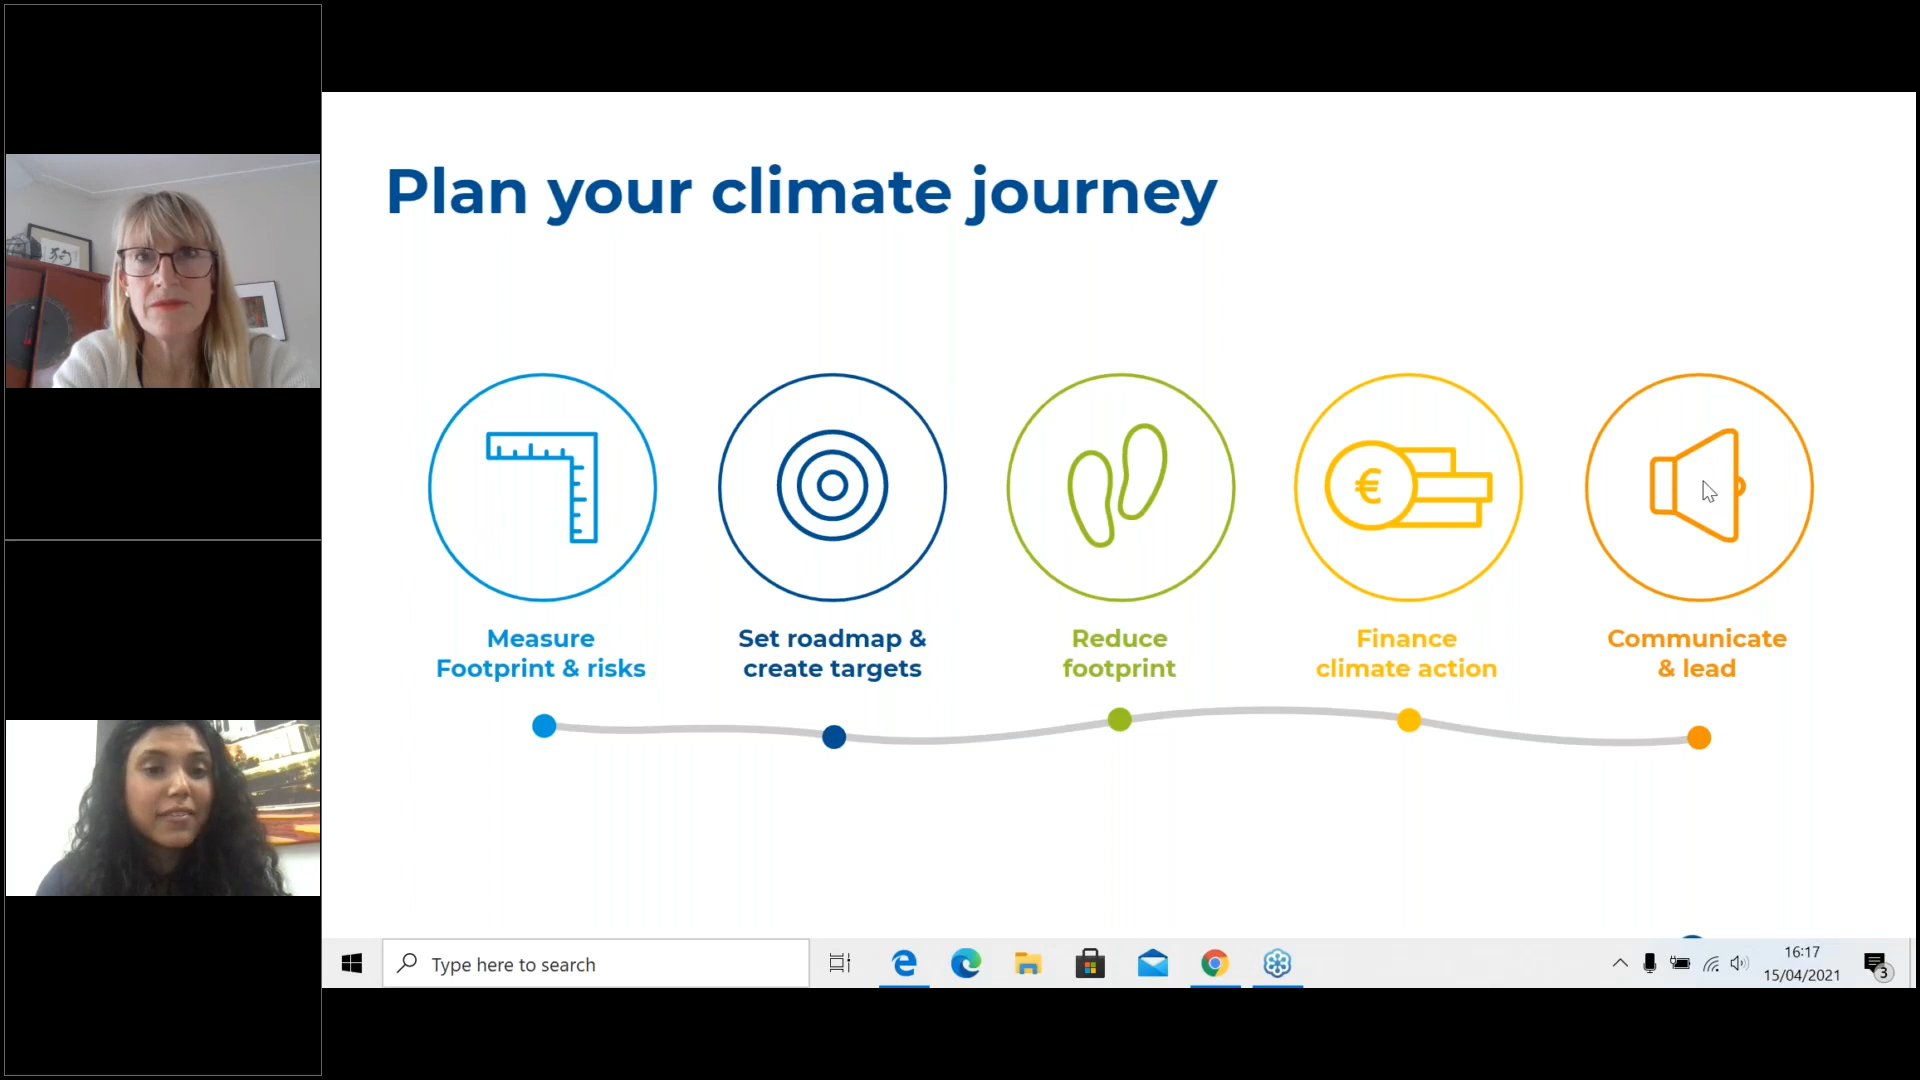 Plan your climate journey
€
Measure
Footprint & risks
Set roadmap &
create targets
Reduce
footprint
Finance
climate action
Communicate
& lead
Type here to search
16:17
15/04/2021
3